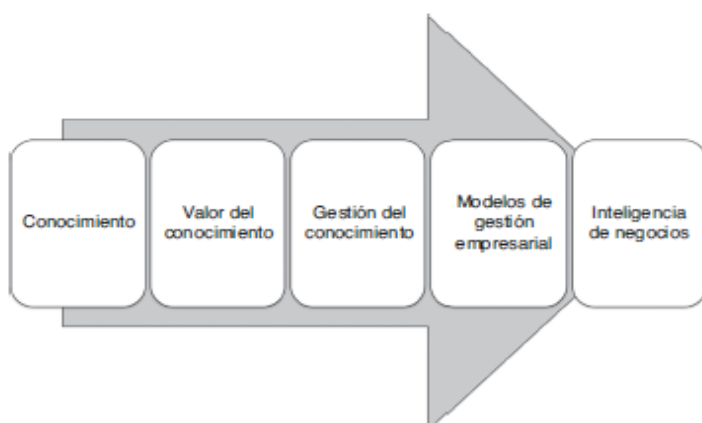 Conocimiento
Valor del
conocimiento
Gestión del
conocimiento
Modelos de
gestión
empresarial
Inteligencia
de negocios